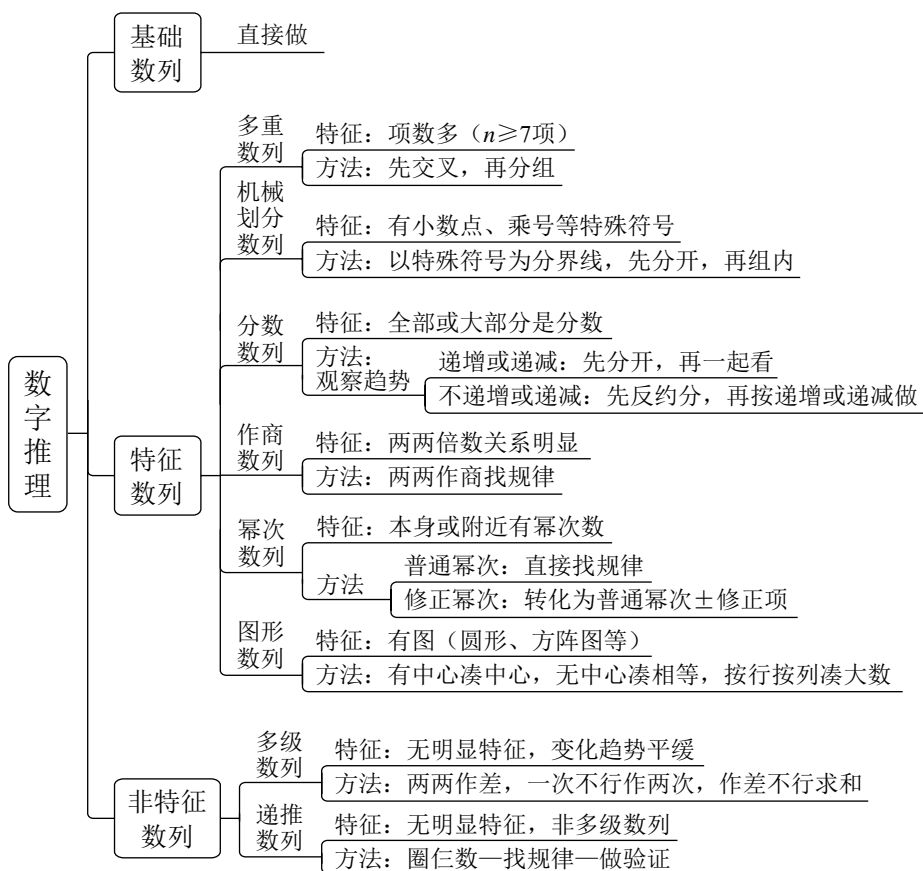 数字推理
基础
数列
直接做
特征
数列
多重
数列
特征：项数多（n≥7项）
方法：先交叉，再分组
机械
划分
数列
特征：有小数点、乘号等特殊符号
方法：以特殊符号为分界线，先分开，再组内
分数
数列
特征：全部或大部分是分数
方法：
观察趋势
递增或递减：先分开，再一起看
不递增或递减：先反约分，再按递增或递减做
作商
数列
特征：两两倍数关系明显
方法：两两作商找规律
幂次
数列
特征：本身或附近有幂次数
方法
普通幂次：直接找规律
修正幂次：转化为普通幂次±修正项
图形
数列
特征：有图（圆形、方阵图等）
方法：有中心凑中心，无中心凑相等，按行按列凑大数
非特征
数列
多级
数列
特征：无明显特征，变化趋势平缓
方法：两两作差，一次不行作两次，作差不行求和
递推
数列
特征：无明显特征，非多级数列
方法：圈仨数—找规律—做验证